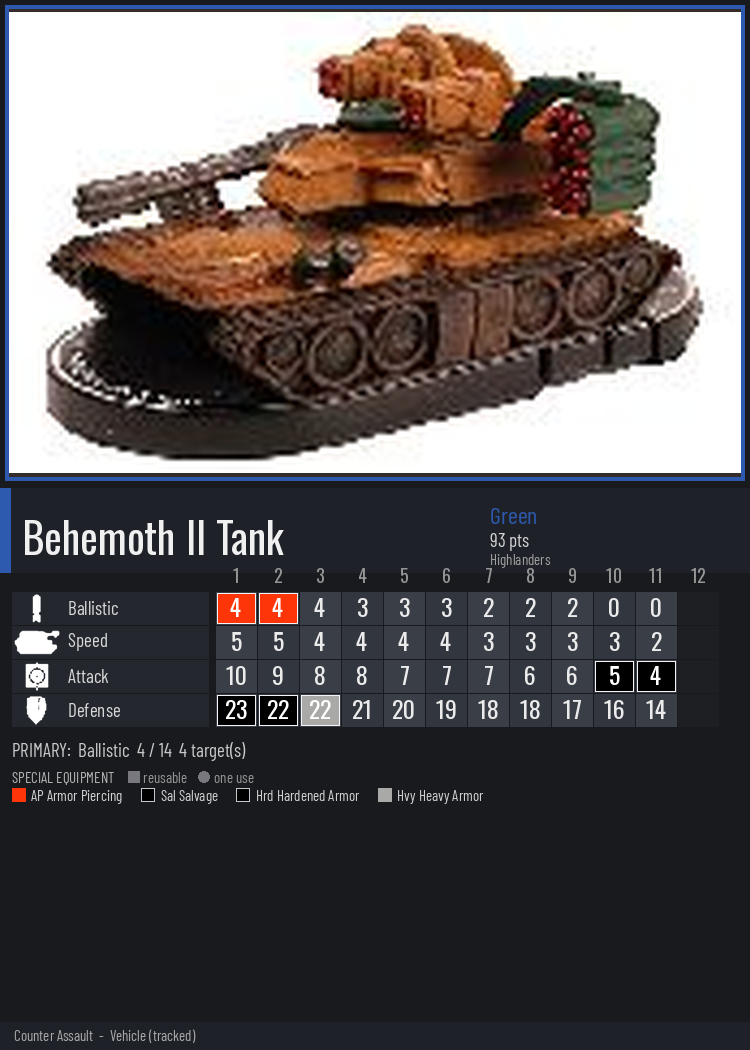 Behemoth II Tank
Green
93 pts
Highlanders
1 2 3 4 5 6 7 8 9 10 11 12
Ballistic 4 4 4 3 3 3 2 2 2 0 0
Speed 5 5 4 4 4 4 3 3 3 3 2
Attack 10 9 8 8 7 7 7 6 6 5 4
Defense 23 22 22 21 20 19 18 18 17 16 14
PRIMARY: Ballistic 4 / 14 4 target(s)
SPECIAL EQUIPMENT reusable one use
AP Armor Piercing Sal Salvage Hrd Hardened Armor Hvy Heavy Armor
Counter Assault - Vehicle (tracked)